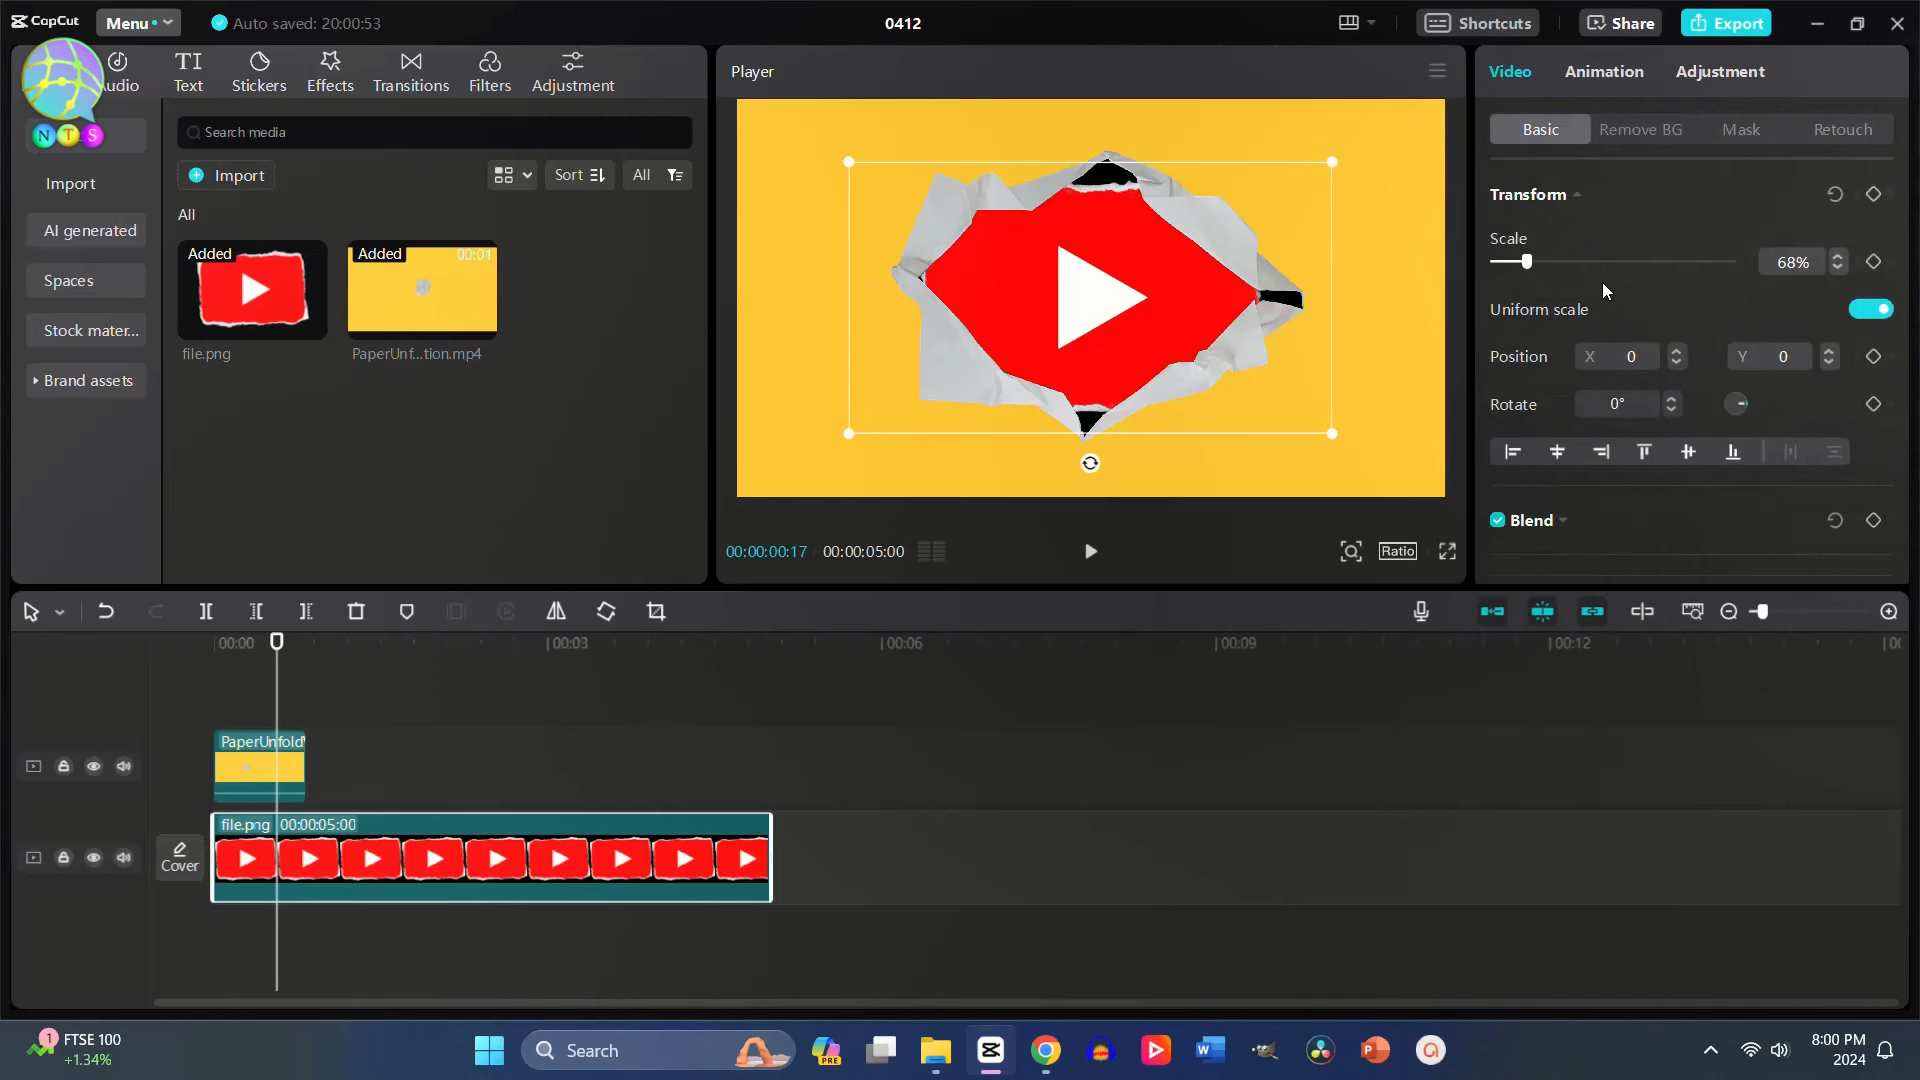 CapCut
Menu
Auto saved: 20:00:53
0412
Shortcuts
Share
Export
udio
Text
Stickers
Effects
Transitions
Filters
Adjustment
N T S
Import
AI generated
Spaces
Stock mater...
Brand assets
Search media
Import
Sort
All
All
Added
file.png
Added
00:01
PaperUnf...tion.mp4
Player
00:00:00:17
00:00:05:00
Ratio
Video
Animation
Adjustment
Basic
Remove BG
Mask
Retouch
Transform
Scale
68%
Uniform scale
Position
X 0
Y 0
Rotate
0°
Blend
00:00
00:03
00:06
00:09
00:12
PaperUnfold
Cover
file.png 00:00:05:00
1
FTSE 100
+1.34%
Search
PRE
8:00 PM
2024